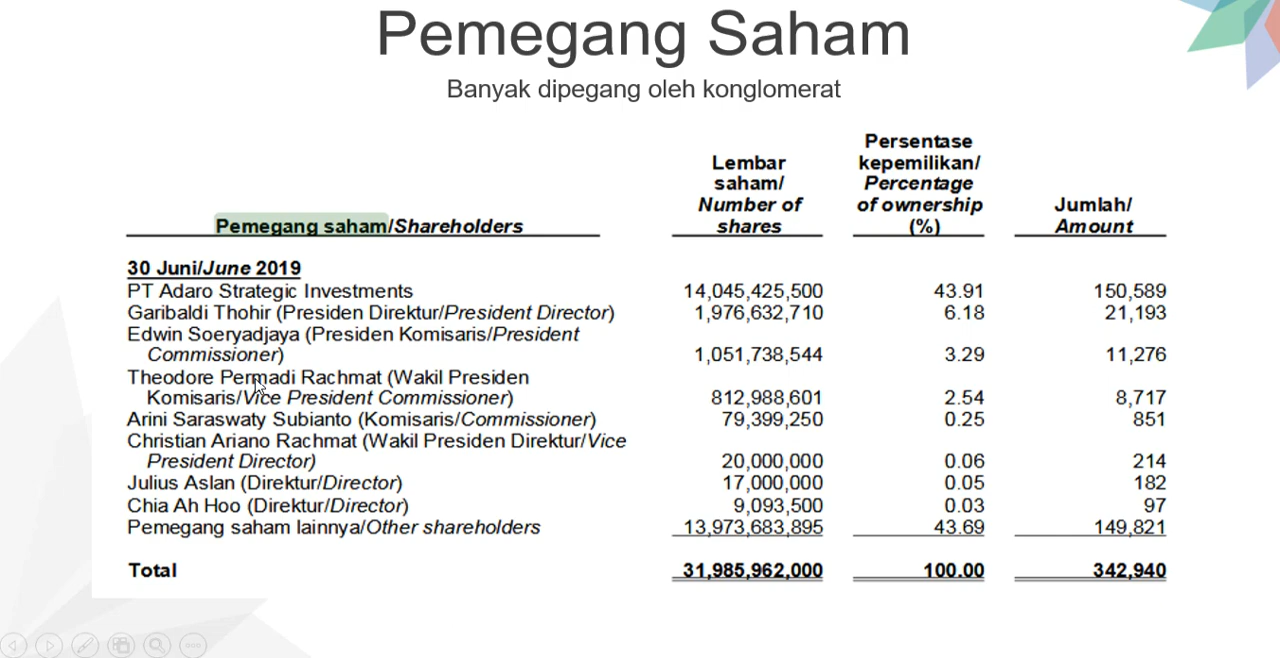 Pemegang Saham
Banyak dipegang oleh konglomerat
Pemegang saham/Shareholders
Lembar saham/ Number of shares
Persentase kepemilikan/ Percentage of ownership (%)
Jumlah/ Amount
30 Juni/June 2019
PT Adaro Strategic Investments 14,045,425,500 43.91 150,589
Garibaldi Thohir (Presiden Direktur/President Director) 1,976,632,710 6.18 21,193
Edwin Soeryadjaya (Presiden Komisaris/President
Commissioner) 1,051,738,544 3.29 11,276
Theodore Permadi Rachmat (Wakil Presiden
Komisaris/Vice President Commissioner) 812,988,601 2.54 8,717
Arini Saraswaty Subianto (Komisaris/Commissioner) 79,399,250 0.25 851
Christian Ariano Rachmat (Wakil Presiden Direktur/Vice
President Director) 20,000,000 0.06 214
Julius Aslan (Direktur/Director) 17,000,000 0.05 182
Chia Ah Hoo (Direktur/Director) 9,093,500 0.03 97
Pemegang saham lainnya/Other shareholders 13,973,683,895 43.69 149,821
Total 31,985,962,000 100.00 342,940